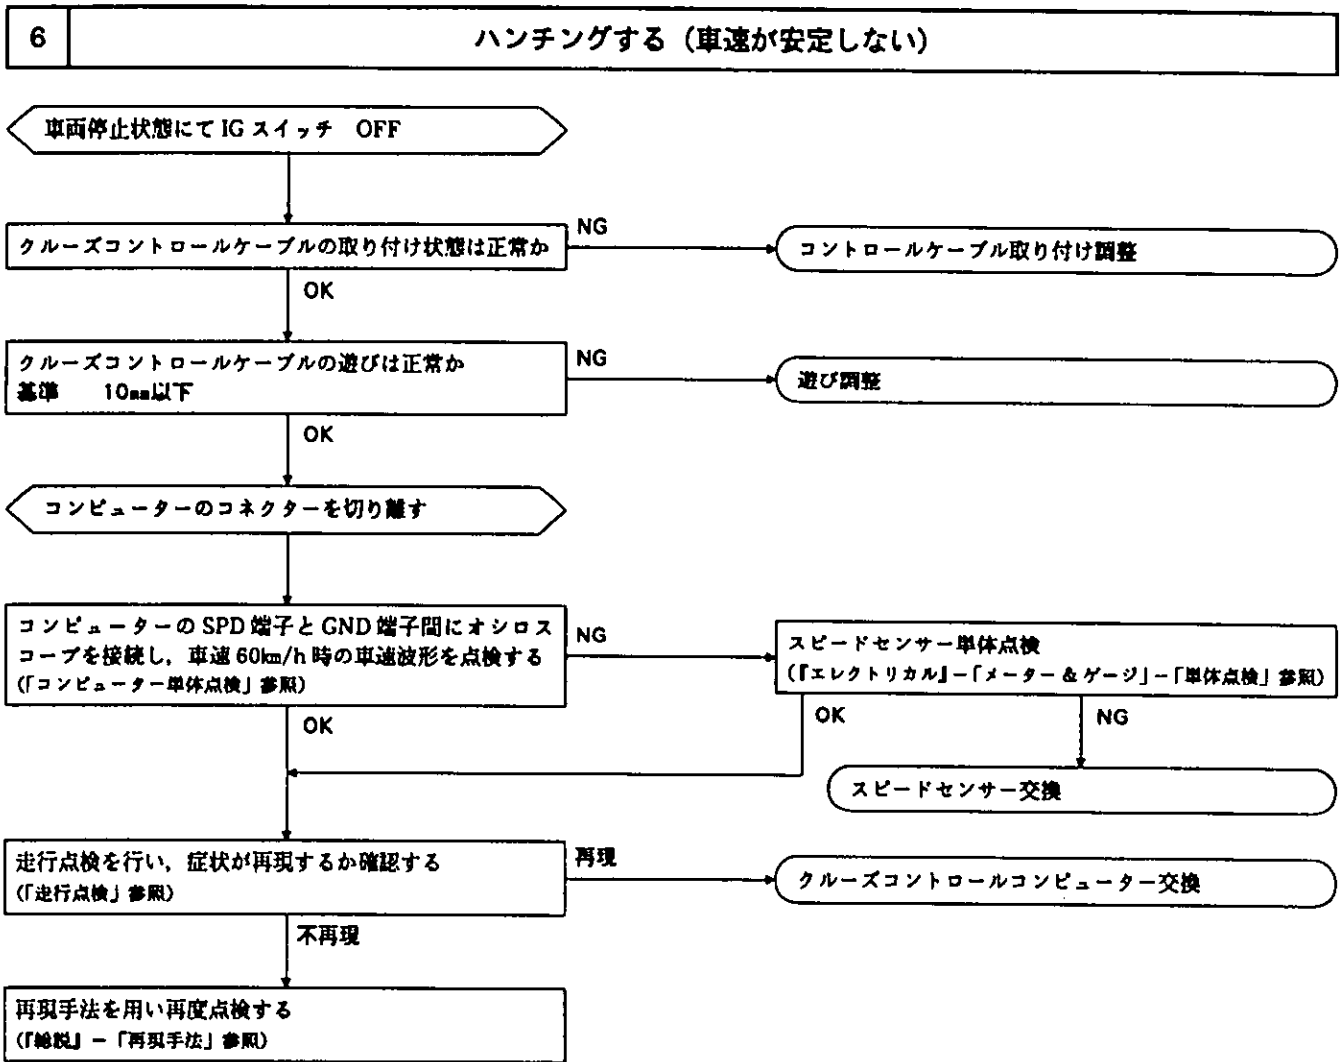 6
ハンチングする（車速が安定しない）
車両停止状態にて IG スイッチ　OFF
クルーズコントロールケーブルの取り付け状態は正常か
NG
コントロールケーブル取り付け調整
OK
クルーズコントロールケーブルの遊びは正常か
基準　　10mm以下
NG
遊び調整
OK
コンピューターのコネクターを切り離す
コンピューターの SPD 端子と GND 端子間にオシロス
コープを接続し，車速 60km/h 時の車速波形を点検する
(「コンピューター単体点検」参照)
NG
スピードセンサー単体点検
(『エレクトリカル』−「メーター & ゲージ」−「単体点検」参照)
OK
OK
NG
スピードセンサー交換
走行点検を行い，症状が再現するか確認する
(「走行点検」参照)
再現
クルーズコントロールコンピューター交換
不再現
再現手法を用い再度点検する
(『総説』−「再現手法」参照)